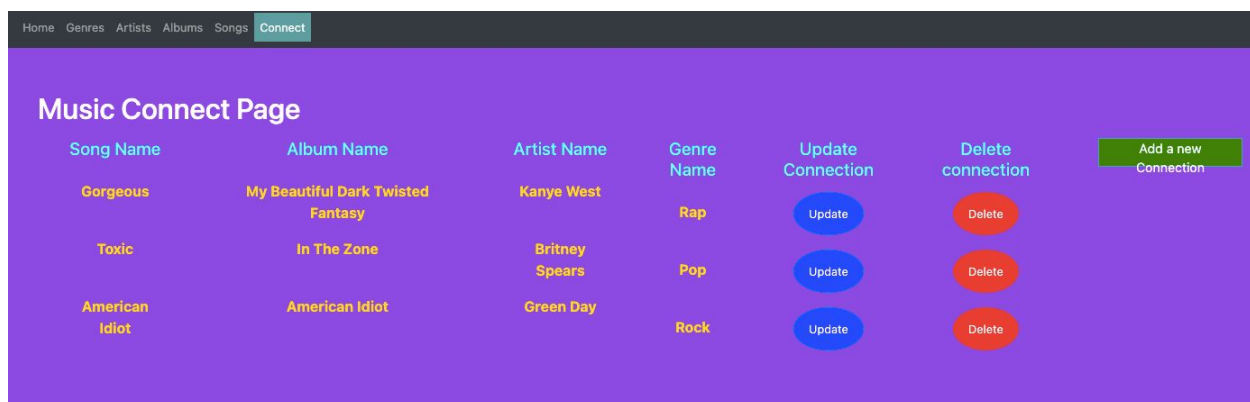 Home Genres Artists Albums Songs Connect
Music Connect Page
Song Name Album Name Artist Name Genre Update Delete Add a new
Name Connection connection Connection
Gorgeous My Beautiful Dark Twisted Kanye West
Fantasy Rap Update Delete
Toxic In The Zone Britney
Spears Pop Update Delete
American American Idiot Green Day
Idiot Rock Update Delete